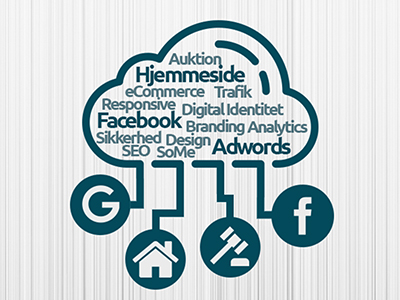 Auktion
Hjemmeside
eCommerce Trafik
Responsive Digital Identitet
Facebook Branding Analytics
Sikkerhed Design
SEO SoMe Adwords
G f